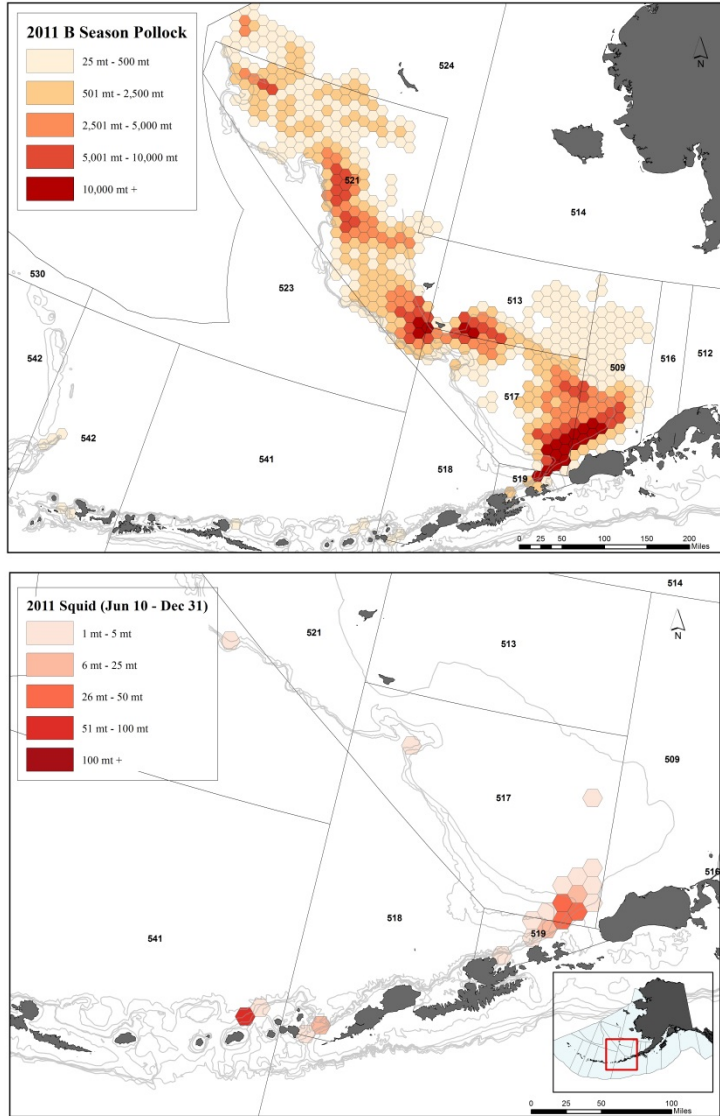 2011 B Season Pollock
25 mt - 500 mt
501 mt - 2,500 mt
2,501 mt - 5,000 mt
5,001 mt - 10,000 mt
10,000 mt +
524
N
521
514
530
523
513
542
509
516
512
517
542
541
518
519
0 25 50 100 150 200
Miles
2011 Squid (Jun 10 - Dec 31)
1 mt - 5 mt
6 mt - 25 mt
26 mt - 50 mt
51 mt - 100 mt
100 mt +
514
521
513
N
509
517
516
518
519
541
0 25 50 100
Miles